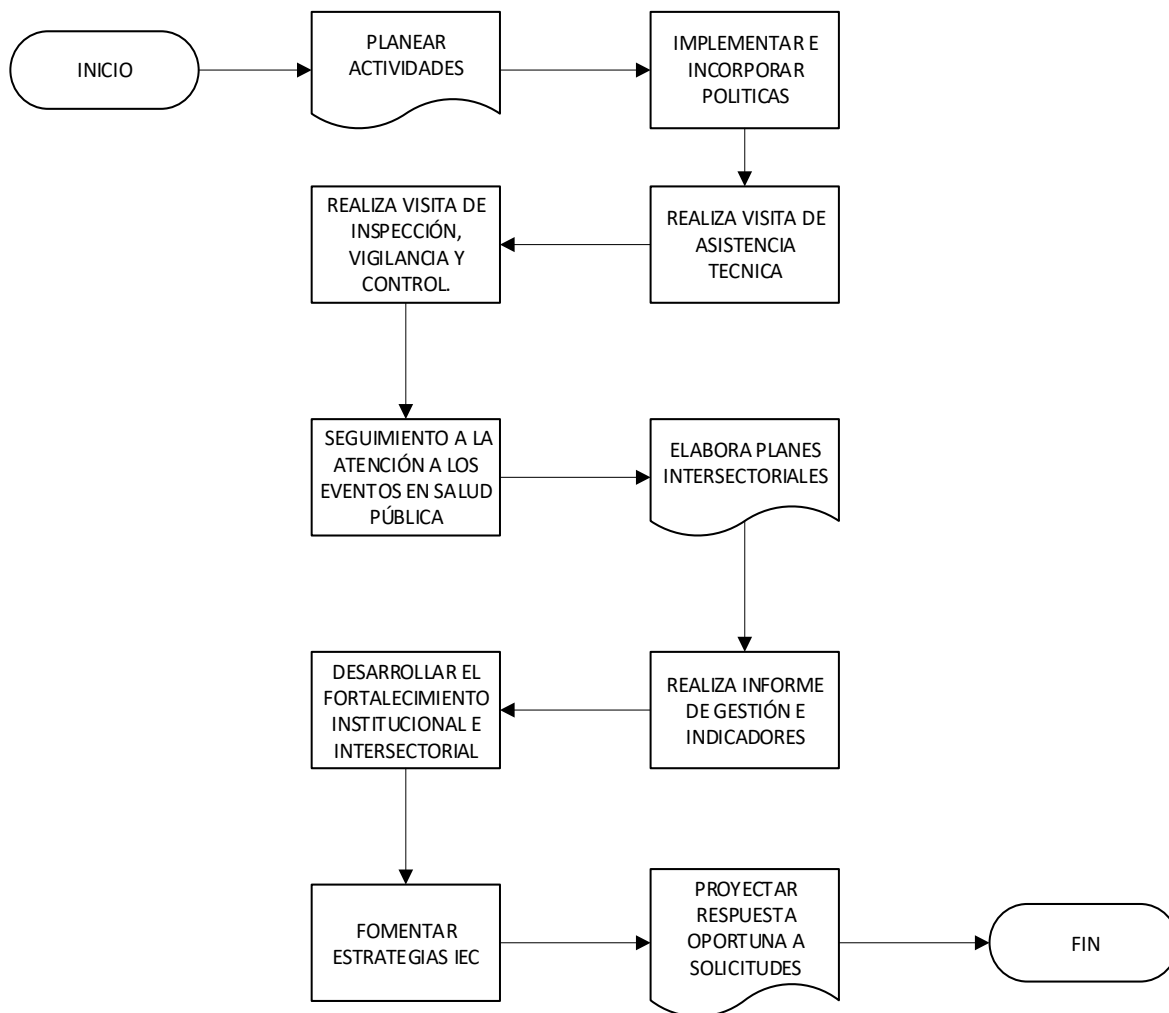 INICIO
PLANEAR
ACTIVIDADES
IMPLEMENTAR E
INCORPORAR
POLITICAS
REALIZA VISITA DE
ASISTENCIA
TECNICA
REALIZA VISITA DE
INSPECCIÓN,
VIGILANCIA Y
CONTROL.
SEGUIMIENTO A LA
ATENCIÓN A LOS
EVENTOS EN SALUD
PÚBLICA
ELABORA PLANES
INTERSECTORIALES
REALIZA INFORME
DE GESTIÓN E
INDICADORES
DESARROLLAR EL
FORTALECIMIENTO
INSTITUCIONAL E
INTERSECTORIAL
FOMENTAR
ESTRATEGIAS IEC
PROYECTAR
RESPUESTA
OPORTUNA A
SOLICITUDES
FIN